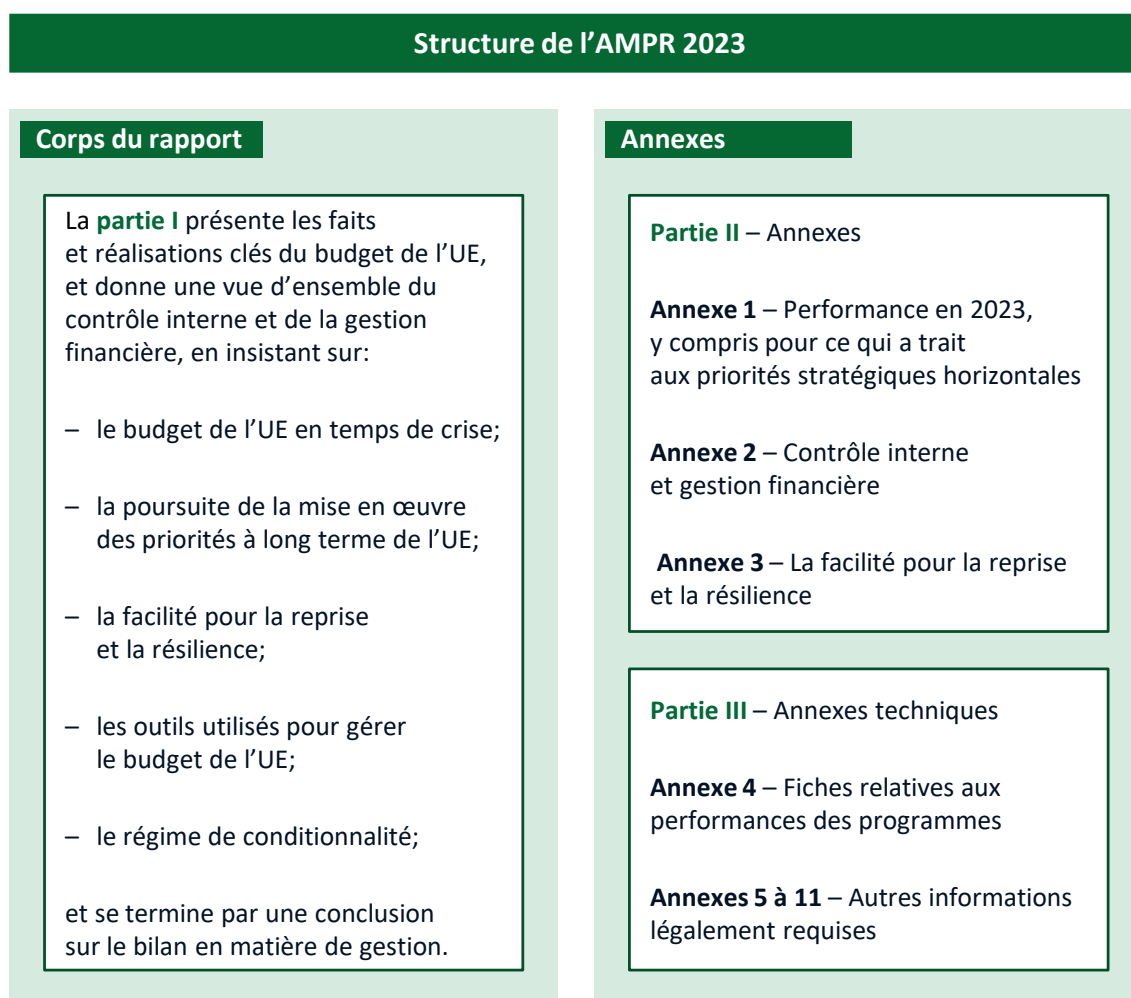 Structure de l’AMPR 2023
Corps du rapport
La partie I présente les faits
et réalisations clés du budget de l’UE,
et donne une vue d’ensemble du
contrôle interne et de la gestion
financière, en insistant sur:
– le budget de l’UE en temps de crise;
– la poursuite de la mise en œuvre
des priorités à long terme de l’UE;
– la facilité pour la reprise
et la résilience;
– les outils utilisés pour gérer
le budget de l’UE;
– le régime de conditionnalité;
et se termine par une conclusion
sur le bilan en matière de gestion.
Annexes
Partie II – Annexes
Annexe 1 – Performance en 2023,
y compris pour ce qui a trait
aux priorités stratégiques horizontales
Annexe 2 – Contrôle interne
et gestion financière
Annexe 3 – La facilité pour la reprise
et la résilience
Partie III – Annexes techniques
Annexe 4 – Fiches relatives aux
performances des programmes
Annexes 5 à 11 – Autres informations
légalement requises